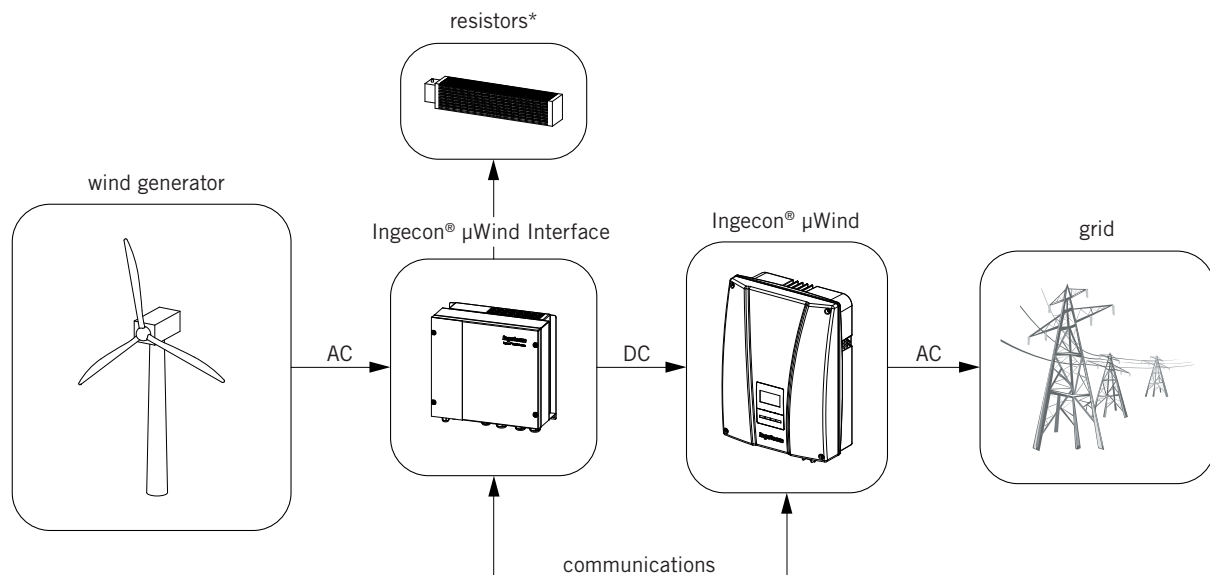 resistors*
wind generator
Ingecon® µWind Interface
Ingecon® µWind
grid
AC
DC
AC
communications